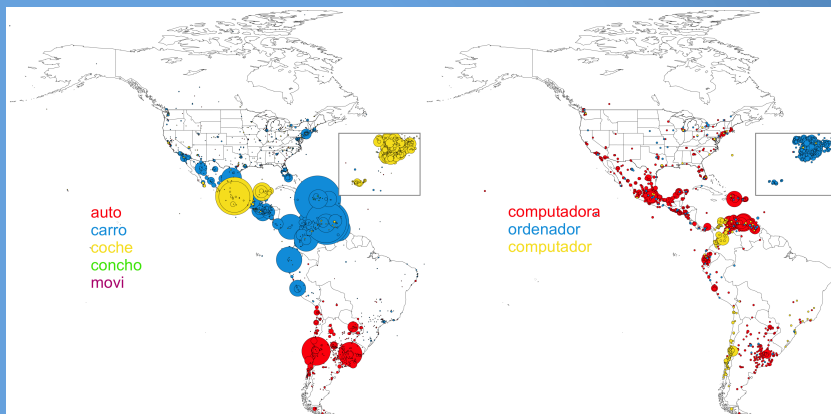 auto
carro
coche
concho
movi
computadora
ordenador
computador